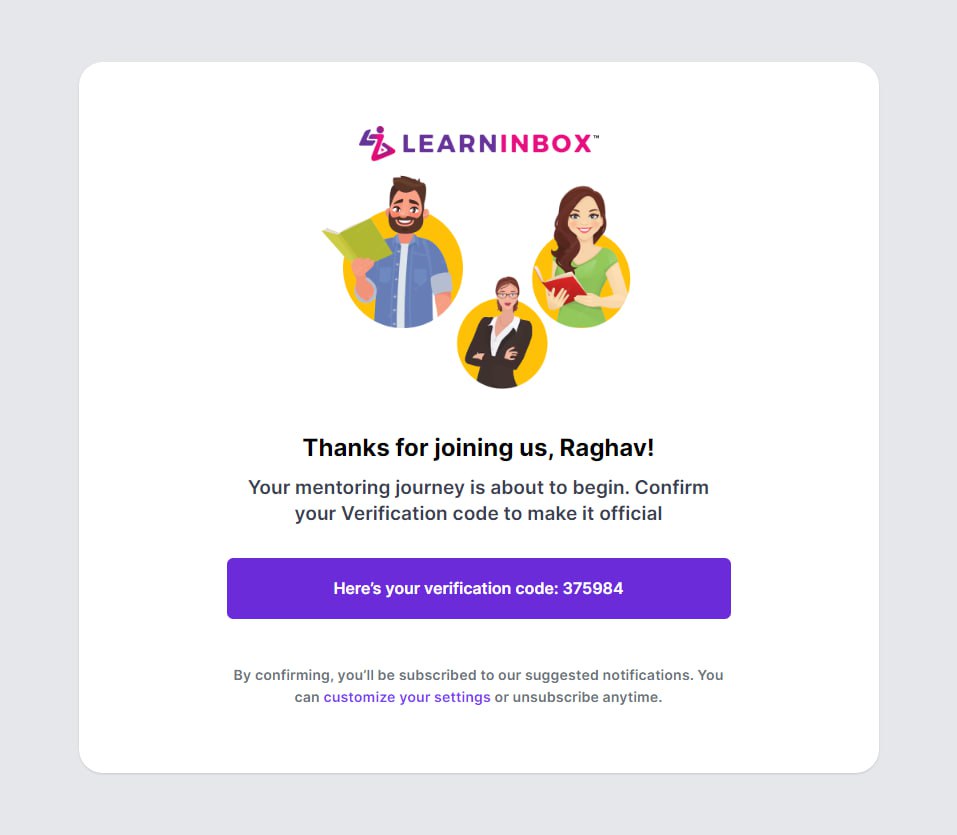 LEARNINBOX™
Thanks for joining us, Raghav!
Your mentoring journey is about to begin. Confirm
your Verification code to make it official
Here’s your verification code: 375984
By confirming, you’ll be subscribed to our suggested notifications. You
can customize your settings or unsubscribe anytime.